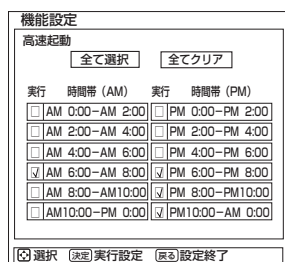 機能設定
高速起動
全て選択 全てクリア
実行 時間帯（AM） 実行 時間帯（PM）
AM 0:00−AM 2:00 PM 0:00−PM 2:00
AM 2:00−AM 4:00 PM 2:00−PM 4:00
AM 4:00−AM 6:00 PM 4:00−PM 6:00
AM 6:00−AM 8:00 PM 6:00−PM 8:00
AM 8:00−AM10:00 PM 8:00−PM10:00
AM10:00−PM 0:00 PM10:00−AM 0:00
選択 決定 実行設定 戻る 設定終了